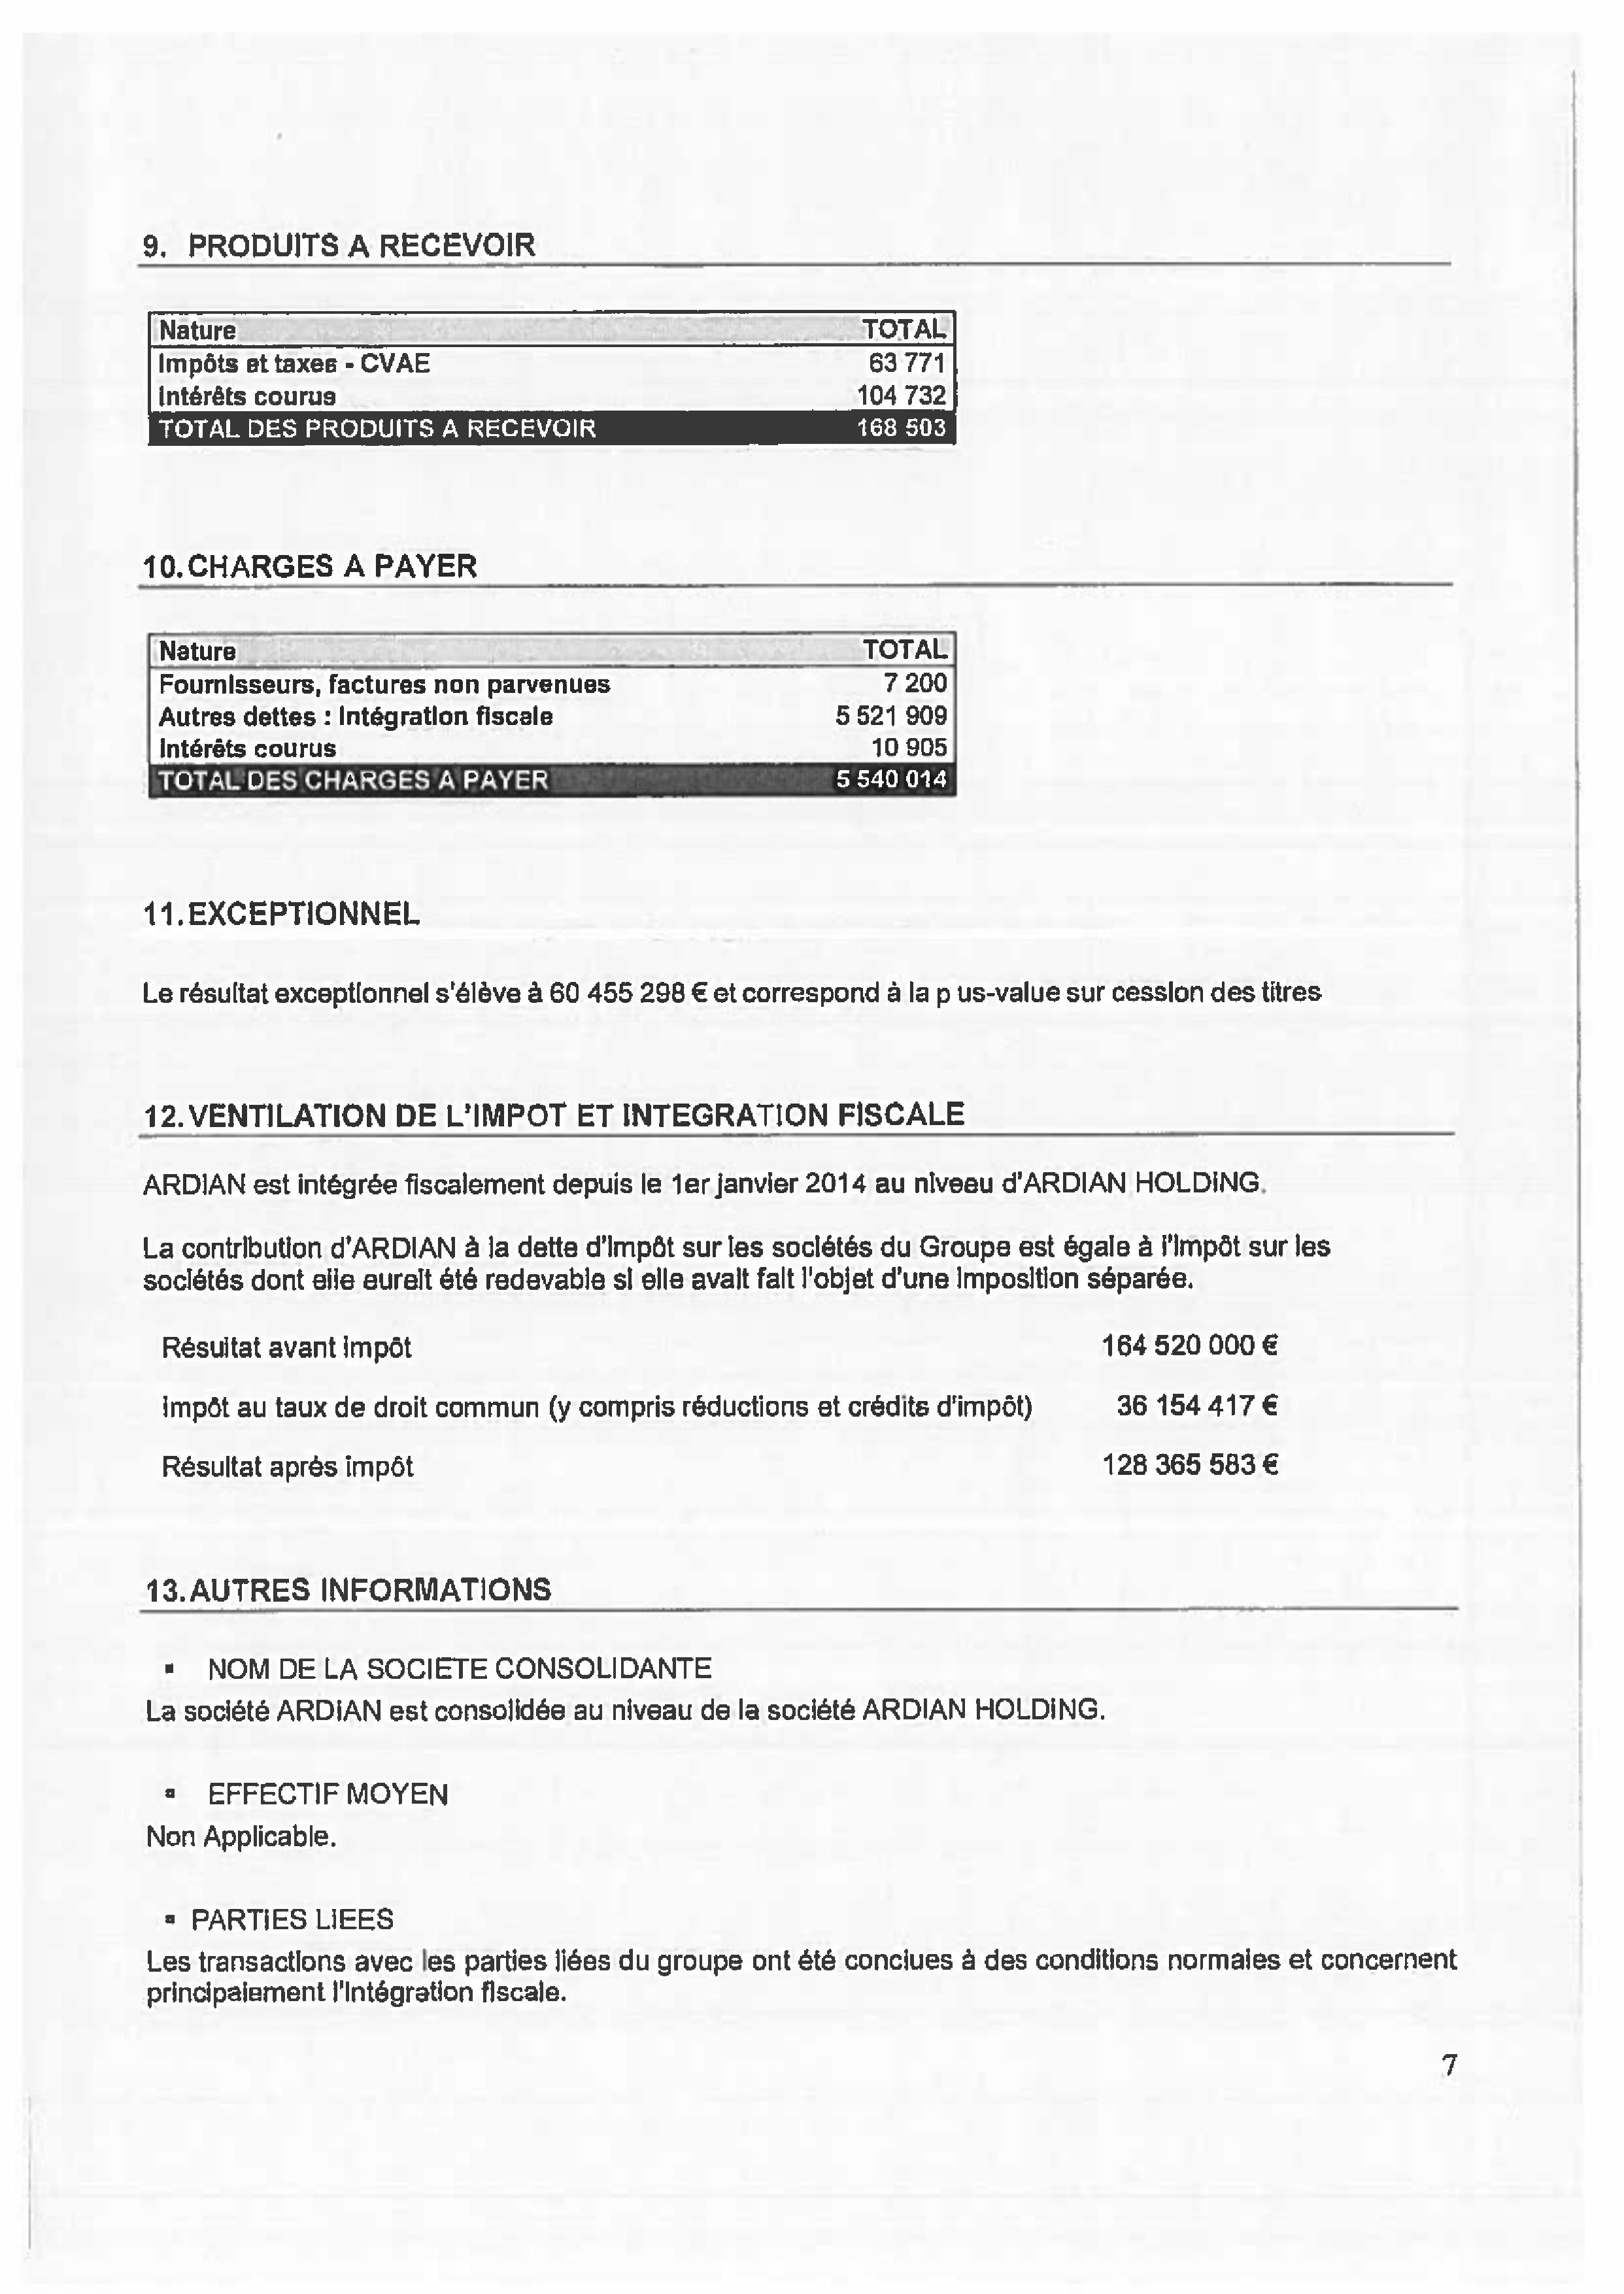 9. PRODUITS A RECEVOIR
Nature TOTAL
Impôts et taxes - CVAE 63 771
Intérêts courus 104 732
TOTAL DES PRODUITS A RECEVOIR 168 503
10. CHARGES A PAYER
Nature TOTAL
Fournisseurs, factures non parvenues 7 200
Autres dettes : Intégration fiscale 5 521 909
Intérêts courus 10 905
TOTAL DES CHARGES A PAYER 5 540 014
11. EXCEPTIONNEL
Le résultat exceptionnel s'élève à 60 455 298 € et correspond à la p us-value sur cession des titres
12. VENTILATION DE L'IMPOT ET INTEGRATION FISCALE
ARDIAN est intégrée fiscalement depuis le 1er janvier 2014 au niveau d'ARDIAN HOLDING.
La contribution d'ARDIAN à la dette d'impôt sur les sociétés du Groupe est égale à l'impôt sur les
sociétés dont elle aurait été redevable si elle avait fait l'objet d'une imposition séparée.
Résultat avant impôt 164 520 000 €
Impôt au taux de droit commun (y compris réductions et crédits d'impôt) 36 154 417 €
Résultat après impôt 128 365 583 €
13. AUTRES INFORMATIONS
▪ NOM DE LA SOCIETE CONSOLIDANTE
La société ARDIAN est consolidée au niveau de la société ARDIAN HOLDING.
▪ EFFECTIF MOYEN
Non Applicable.
▪ PARTIES LIEES
Les transactions avec les parties liées du groupe ont été conclues à des conditions normales et concernent
principalement l'intégration fiscale.
7